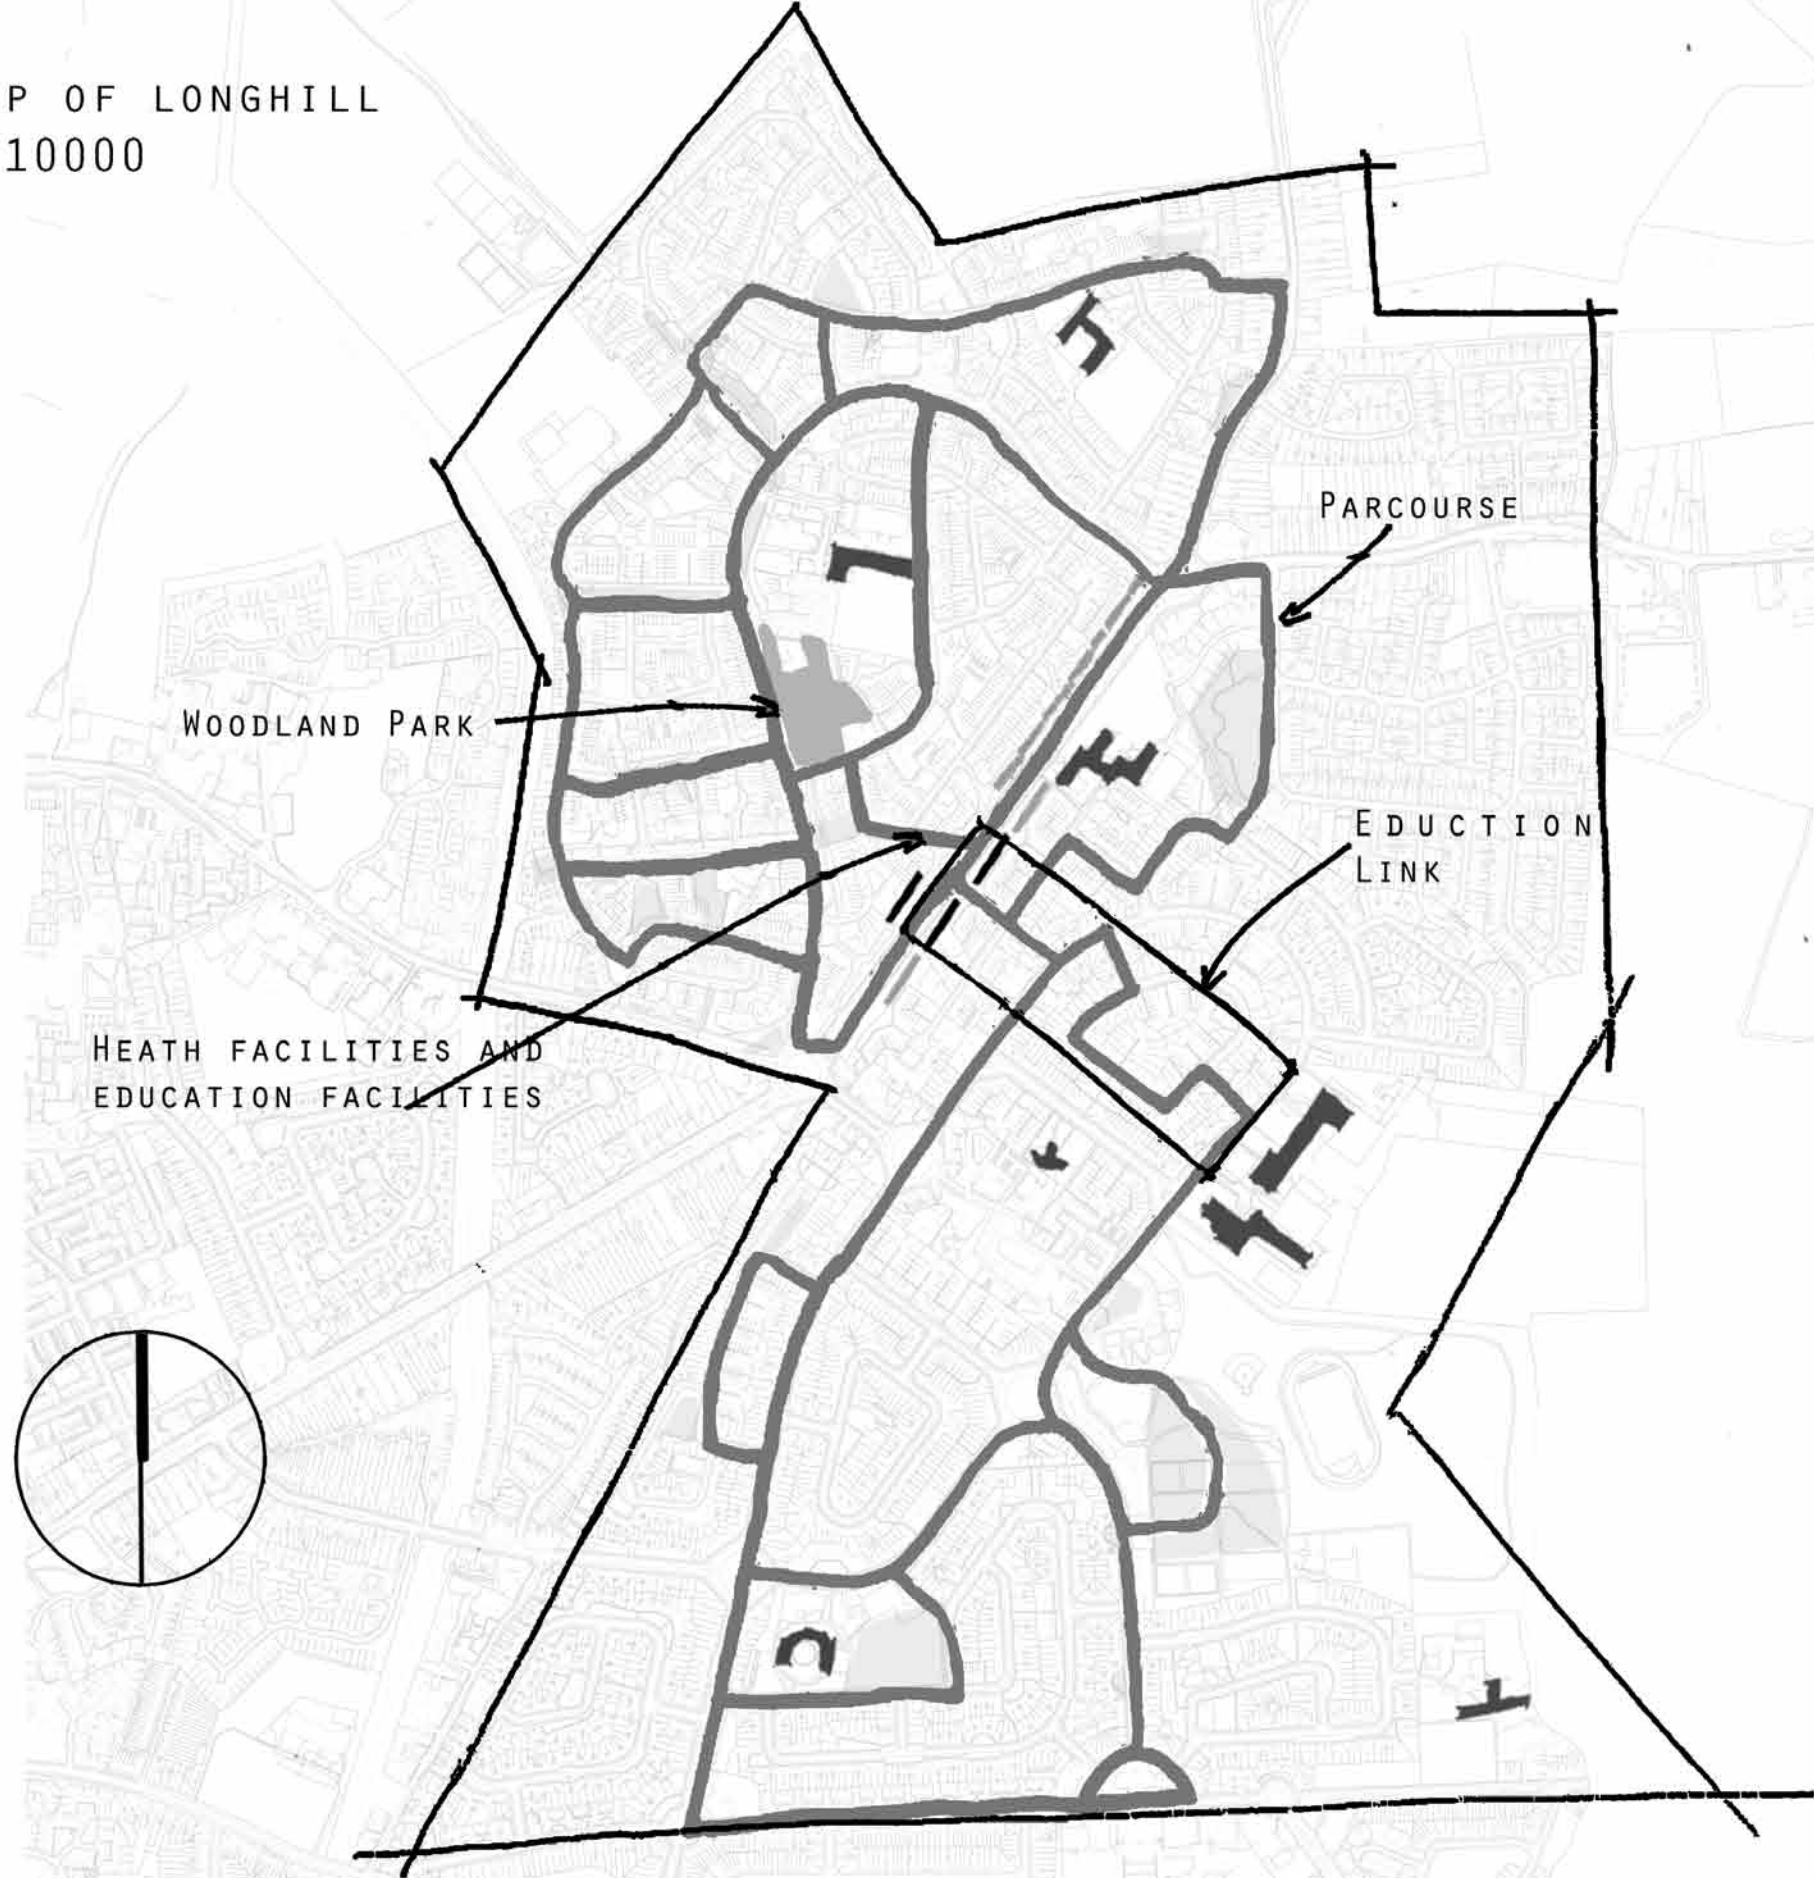 P OF LONGHILL
10000
PARCOURSE
WOODLAND PARK
EDUCTION
LINK
HEATH FACILITIES AND
EDUCATION FACILITIES